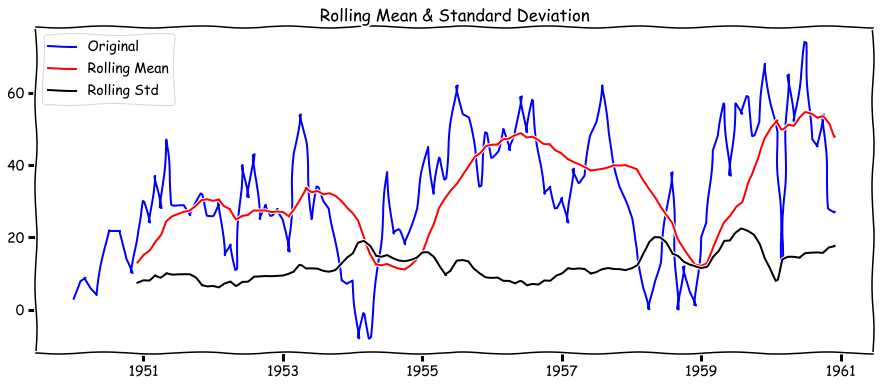 Rolling Mean & Standard Deviation
Original
Rolling Mean
Rolling Std
60
40
20
0
1951 1953 1955 1957 1959 1961